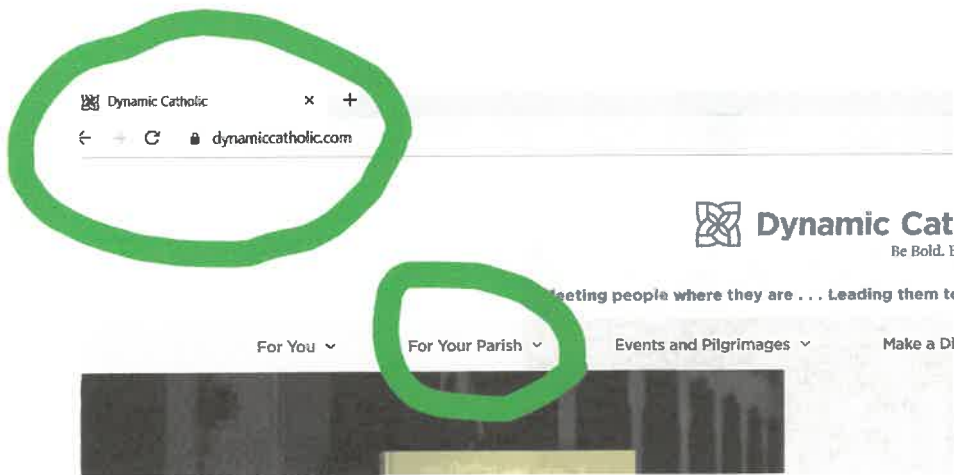 Dynamic Catholic × +
dynamiccatholic.com
Dynamic Cat
Be Bold.
eeting people where they are . . . Leading them
For You For Your Parish Events and Pilgrimages Make a Di